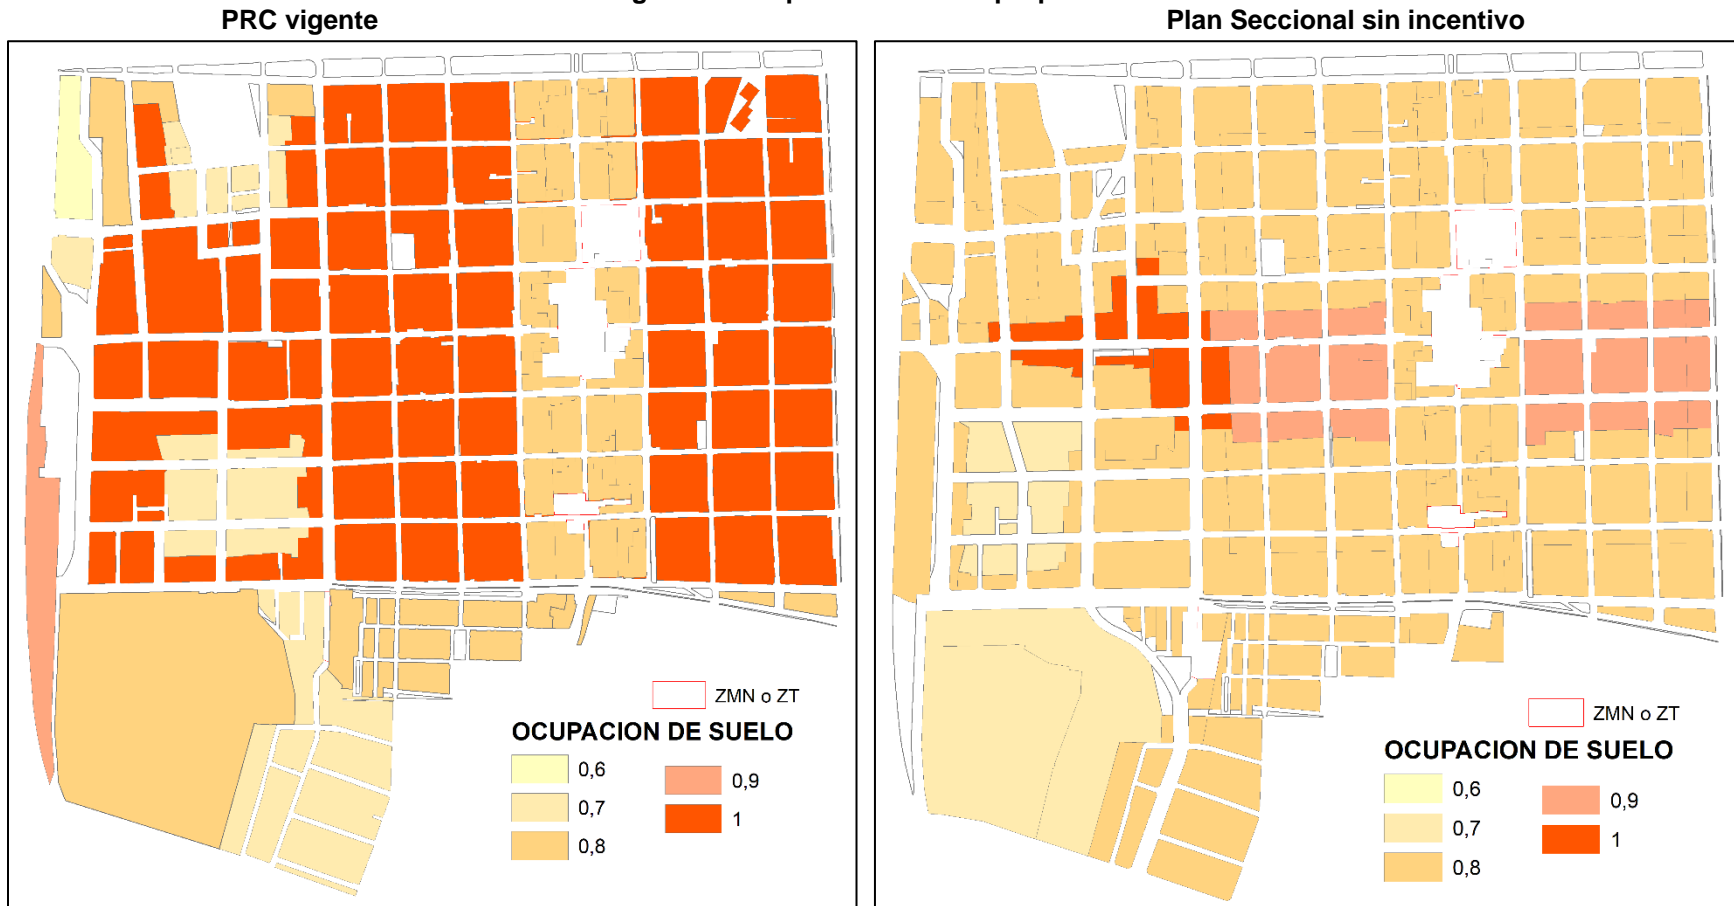 PRC vigente
Plan Seccional sin incentivo
ZMN o ZT
OCUPACION DE SUELO
0,6
0,7
0,8
0,9
1
ZMN o ZT
OCUPACION DE SUELO
0,6
0,7
0,8
0,9
1